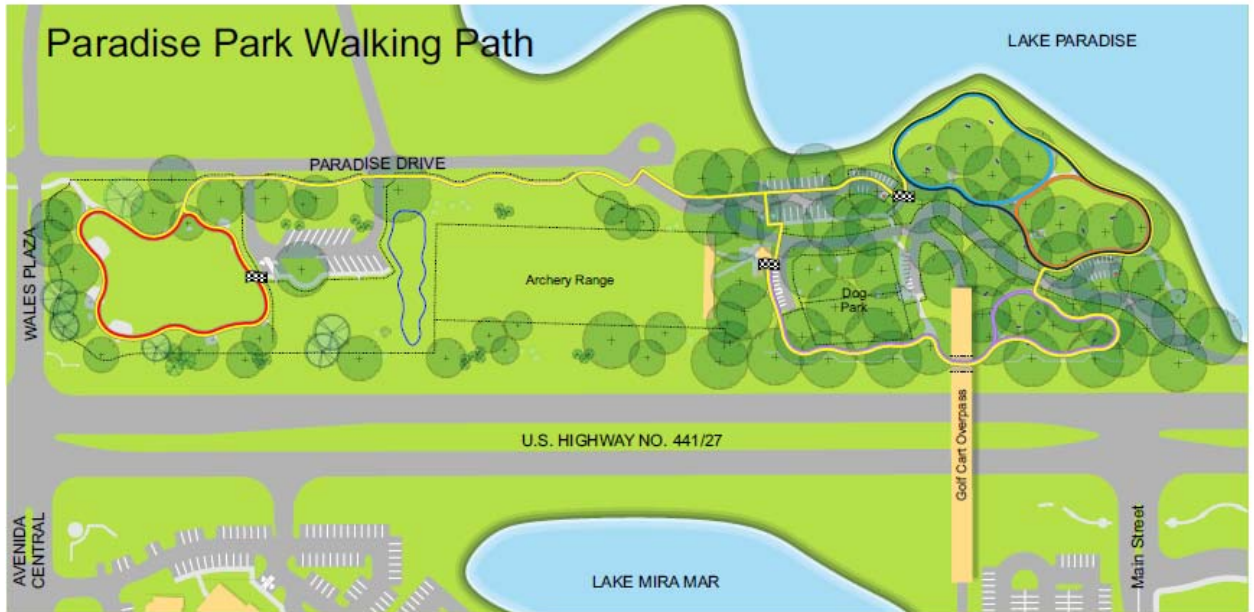 Paradise Park Walking Path
LAKE PARADISE
PARADISE DRIVE
WALES PLAZA
Archery Range
Dog
Park
U.S. HIGHWAY NO. 441/27
Golf Cart Overpass
AVENIDA
CENTRAL
LAKE MIRA MAR
Main Street